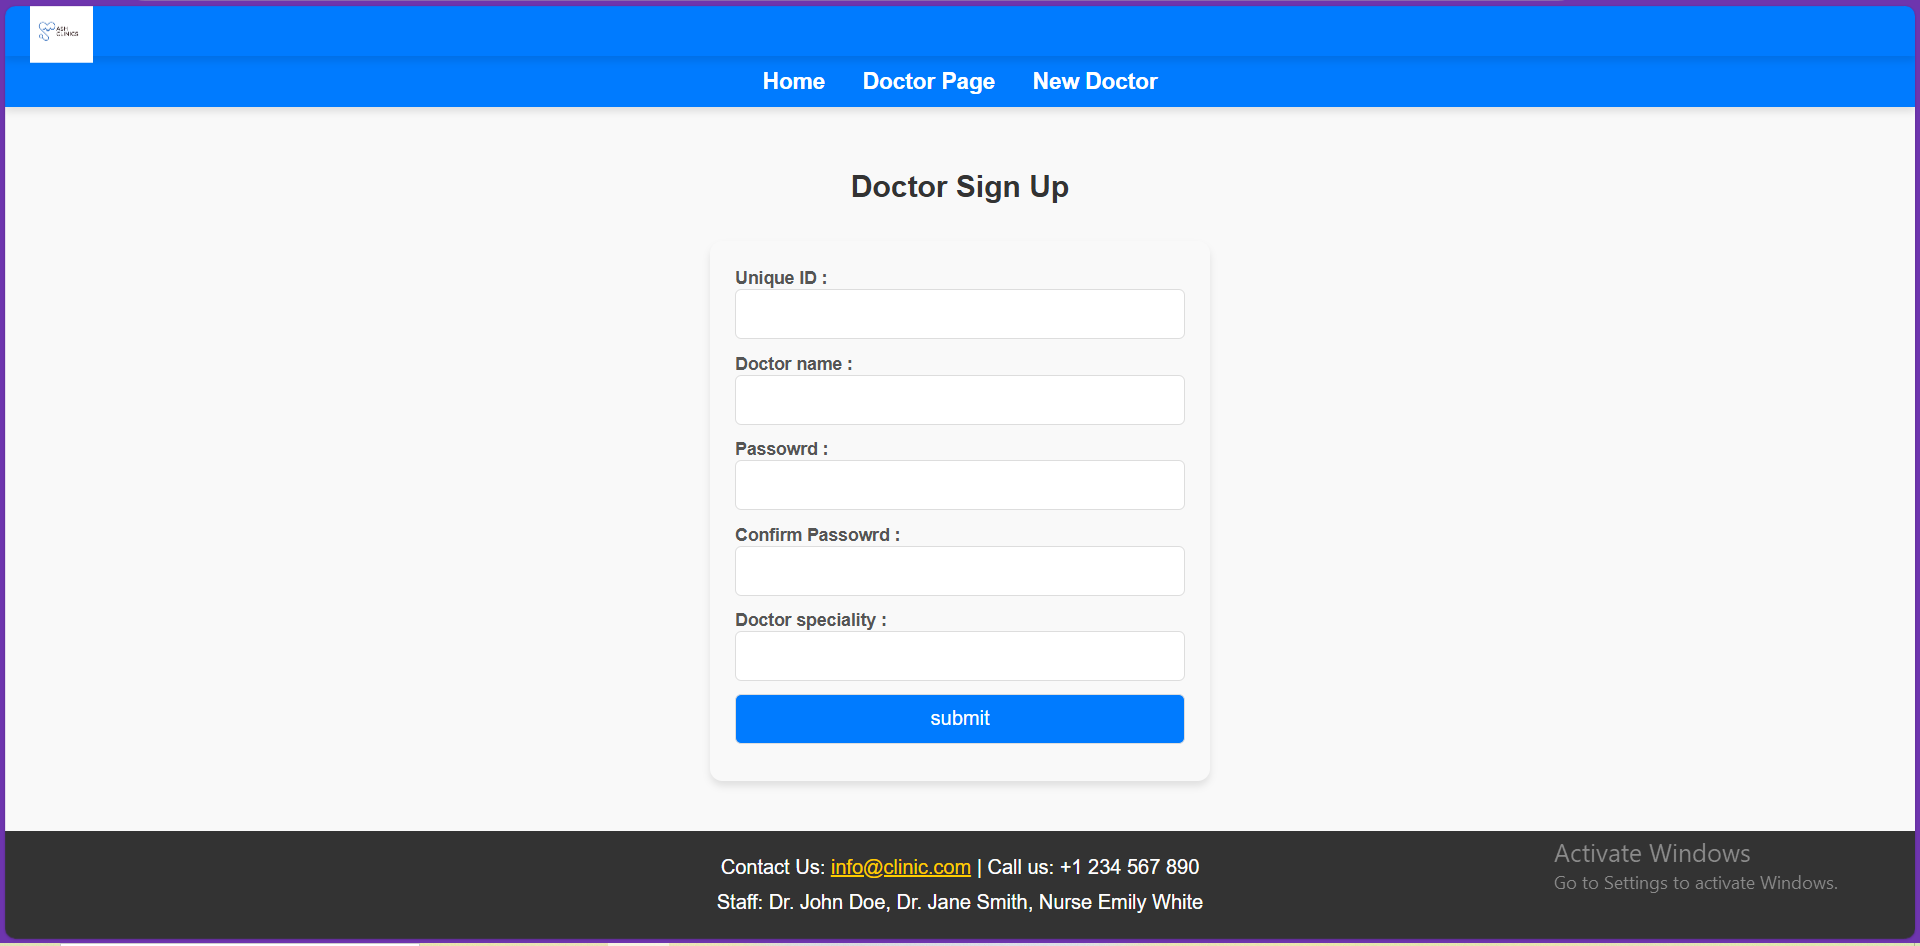 ASH
CLINICS
Home Doctor Page New Doctor
Doctor Sign Up
Unique ID :
Doctor name :
Passowrd :
Confirm Passowrd :
Doctor speciality :
submit
Contact Us: info@clinic.com | Call us: +1 234 567 890
Staff: Dr. John Doe, Dr. Jane Smith, Nurse Emily White
Activate Windows
Go to Settings to activate Windows.